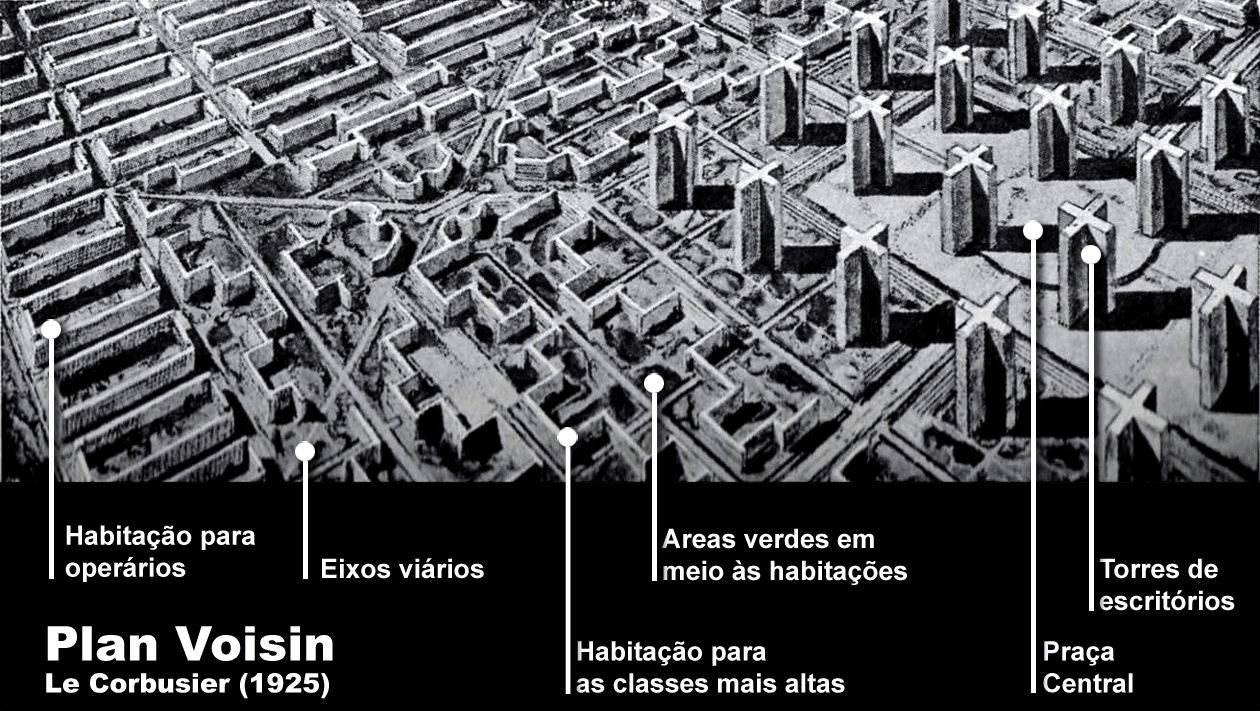 Habitação para
operários
Eixos viários
Areas verdes em
meio às habitações
Torres de
escritórios
Plan Voisin
Le Corbusier (1925)
Habitação para
as classes mais altas
Praça
Central